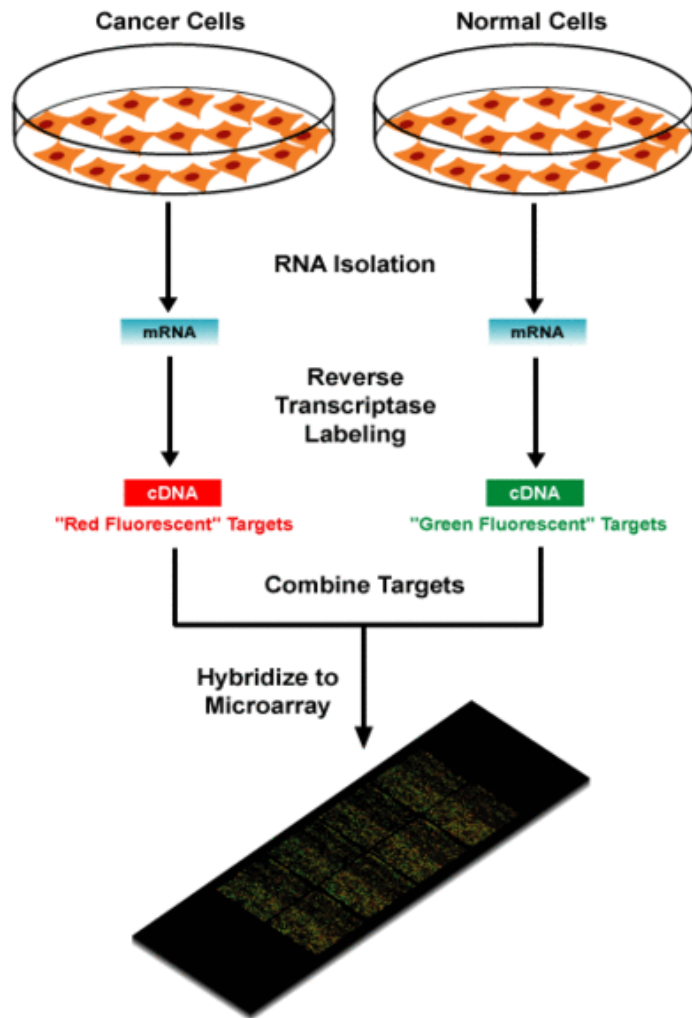 Cancer Cells
Normal Cells
RNA Isolation
mRNA
mRNA
Reverse
Transcriptase
Labeling
cDNA
cDNA
"Red Fluorescent" Targets
"Green Fluorescent" Targets
Combine Targets
Hybridize to
Microarray